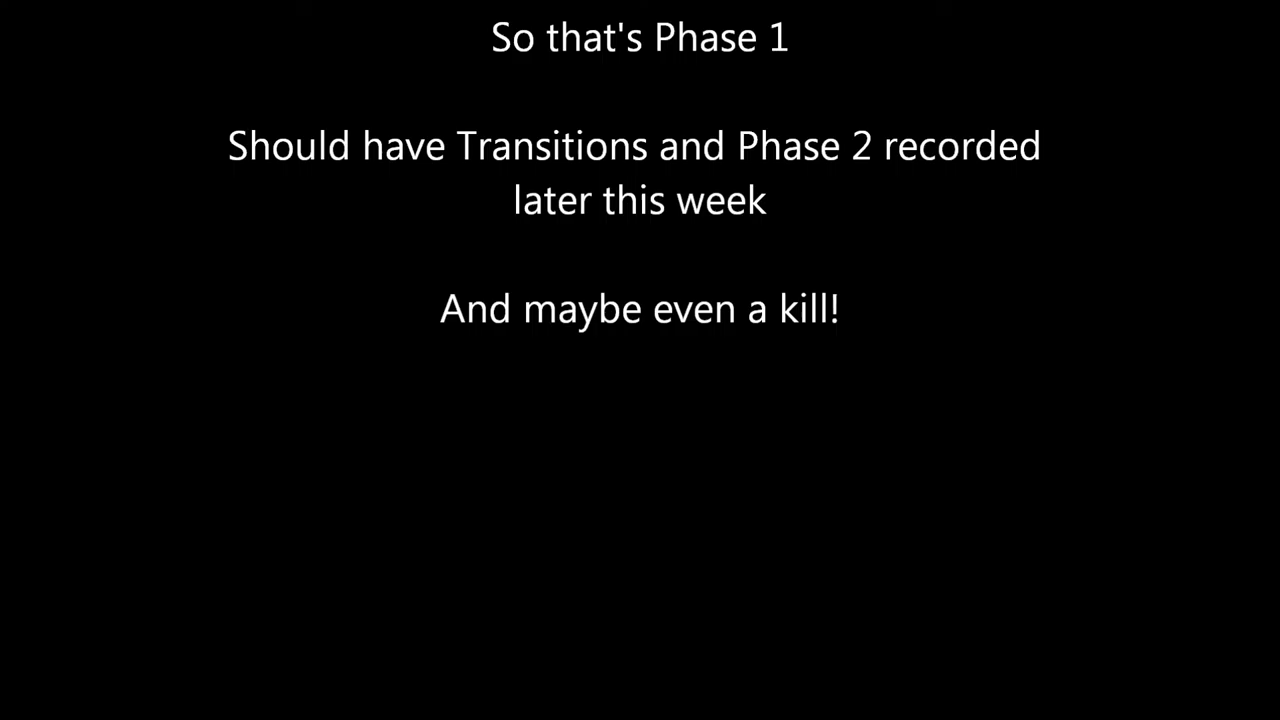 So that's Phase 1
Should have Transitions and Phase 2 recorded
later this week
And maybe even a kill!